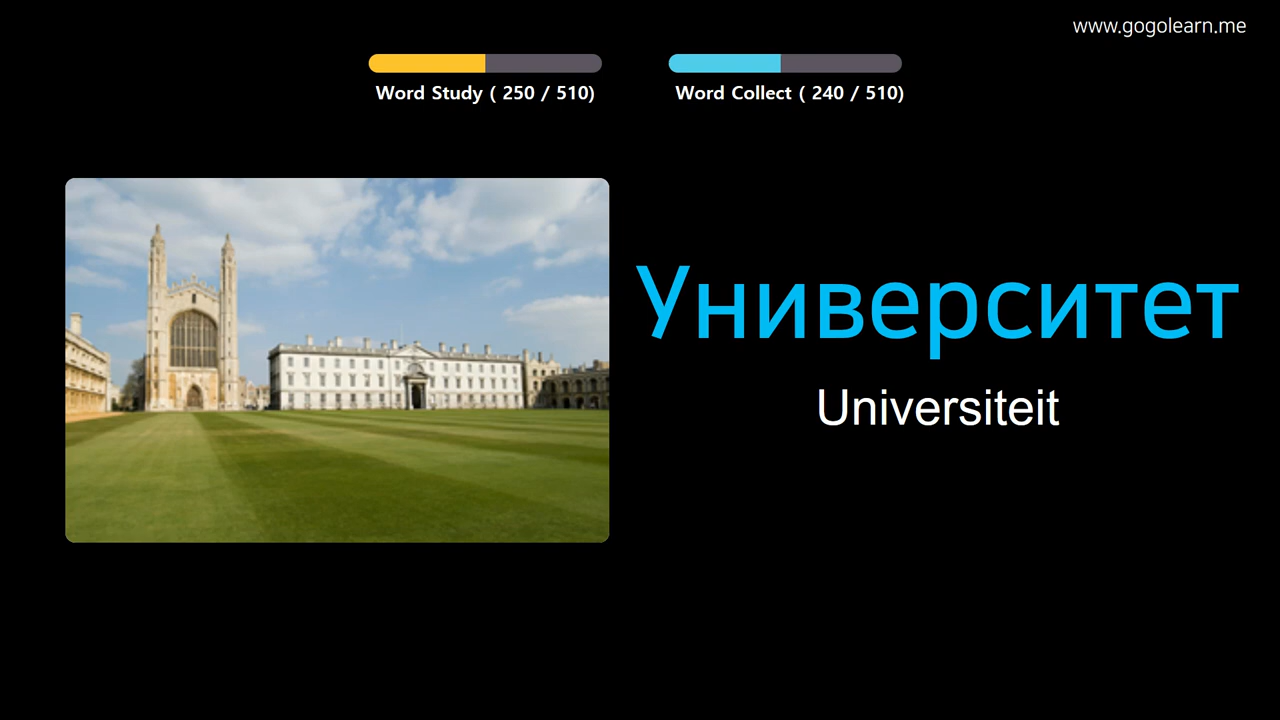 www.gogolearn.me
Word Study ( 250 / 510)
Word Collect ( 240 / 510)
Университет
Universiteit